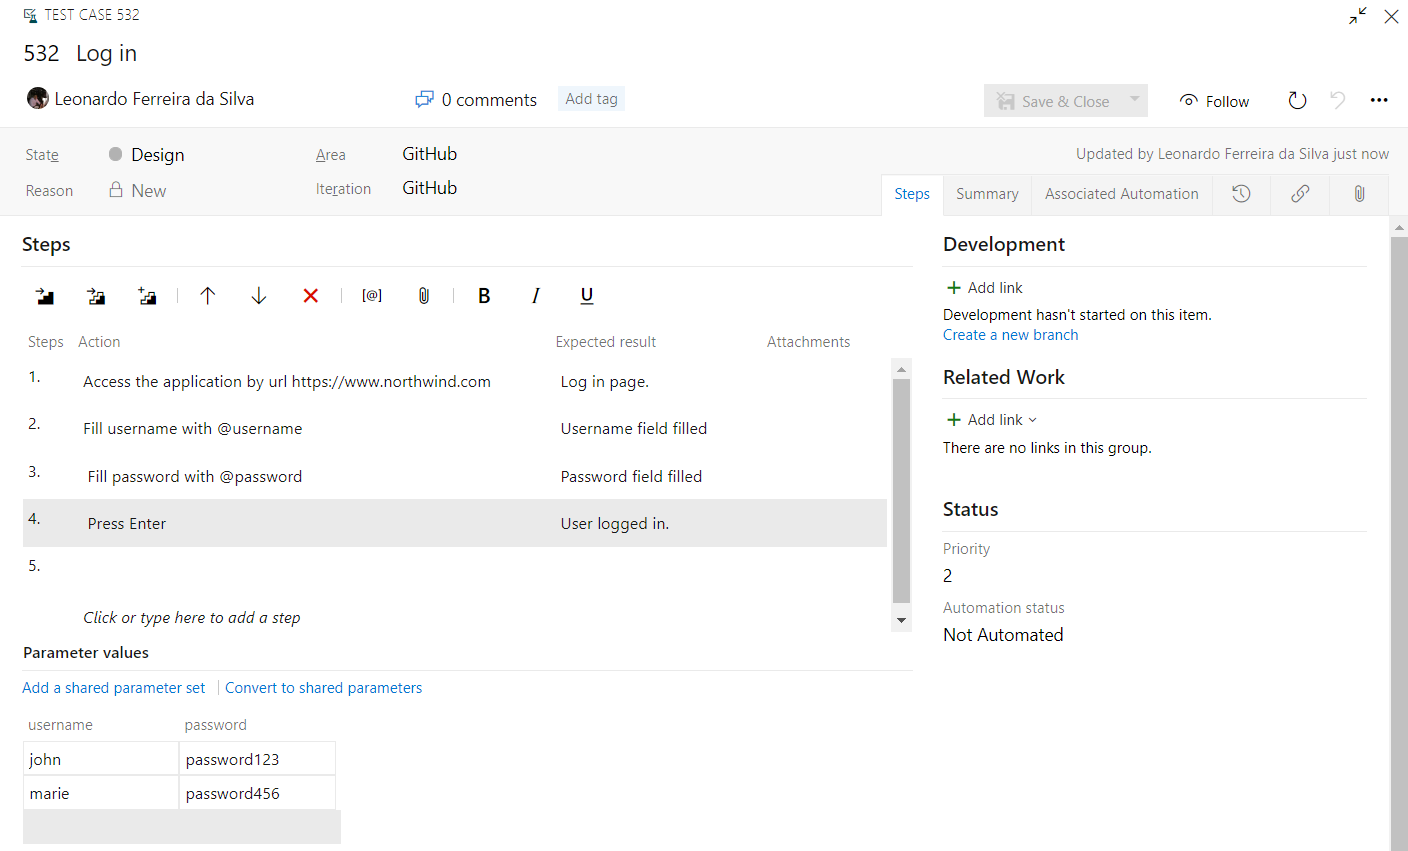 TEST CASE 532
532 Log in
Leonardo Ferreira da Silva
0 comments
Add tag
Save & Close
Follow
State
Design
Area
GitHub
Updated by Leonardo Ferreira da Silva just now
Reason
New
Iteration
GitHub
Steps
Summary
Associated Automation
Steps
[@]
B
I
U
Steps Action Expected result Attachments
1. Access the application by url https://www.northwind.com Log in page.
2. Fill username with @username Username field filled
3. Fill password with @password Password field filled
4. Press Enter User logged in.
5.
Click or type here to add a step
Parameter values
Add a shared parameter set
Convert to shared parameters
username password
john password123
marie password456
Development
Add link
Development hasn't started on this item.
Create a new branch
Related Work
Add link
There are no links in this group.
Status
Priority
2
Automation status
Not Automated